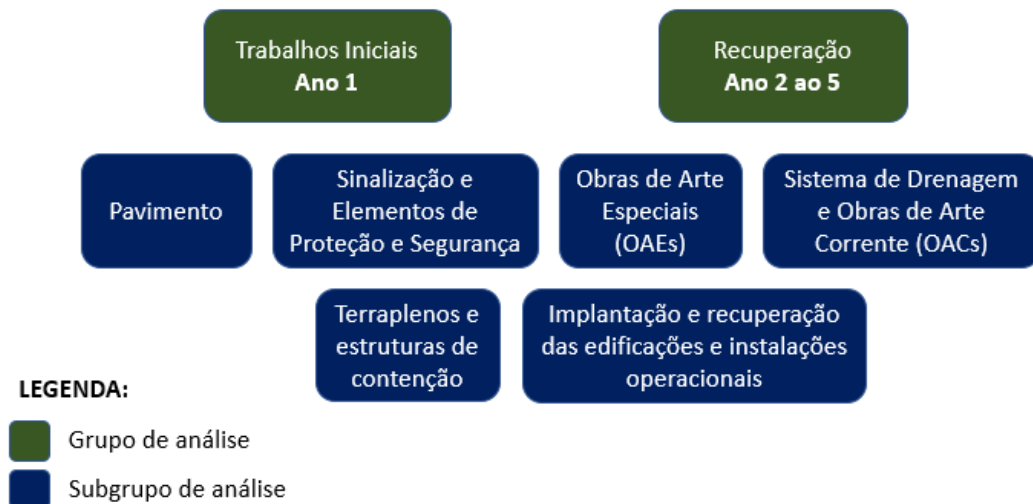 Trabalhos Iniciais
Ano 1
Recuperação
Ano 2 ao 5
Pavimento
Sinalização e
Elementos de
Proteção e Segurança
Obras de Arte
Especiais
(OAEs)
Sistema de Drenagem
e Obras de Arte
Corrente (OACs)
Terraplenos e
estruturas de
contenção
Implantação e recuperação
das edificações e instalações
operacionais
LEGENDA:
Grupo de análise
Subgrupo de análise